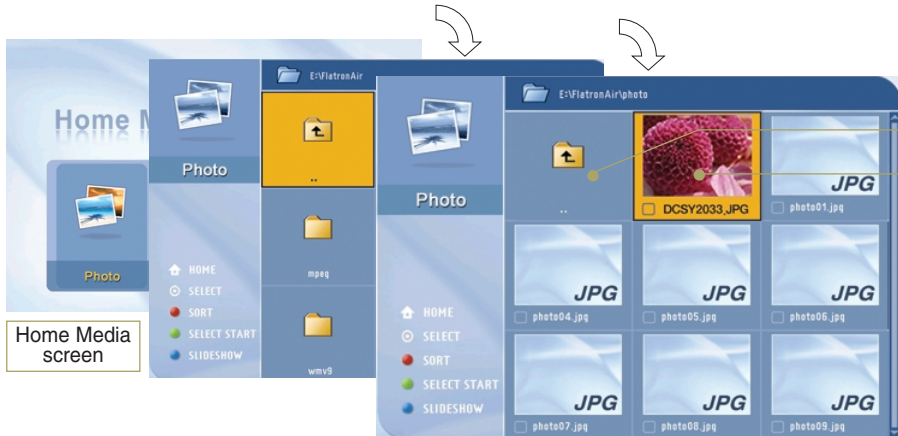 Home M
Photo
Home Media
screen
E:\FlatronAir
Photo
..
mpeg
wmv9
HOME
SELECT
SORT
SELECT START
SLIDESHOW
E:\FlatronAir\photo
Photo
..
DCSY2033,JPG
JPG
photo01.jpg
JPG
photo04.jpg
JPG
photo05.jpg
JPG
photo06.jpg
JPG
photo07.jpg
JPG
photo08.jpg
JPG
photo09.jpg
HOME
SELECT
SORT
SELECT START
SLIDESHOW